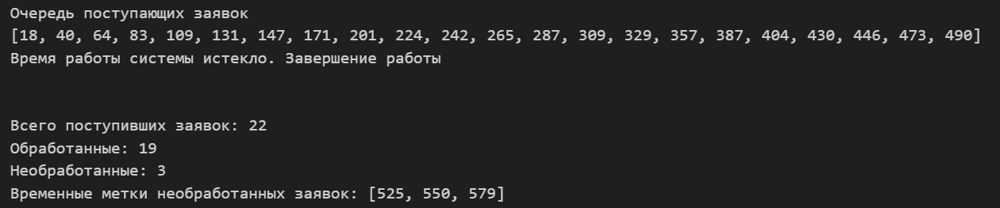 Очередь поступающих заявок
[18, 40, 64, 83, 109, 131, 147, 171, 201, 224, 242, 265, 287, 309, 329, 357, 387, 404, 430, 446, 473, 490]
Время работы системы истекло. Завершение работы
Всего поступивших заявок: 22
Обработанные: 19
Необработанные: 3
Временные метки необработанных заявок: [525, 550, 579]